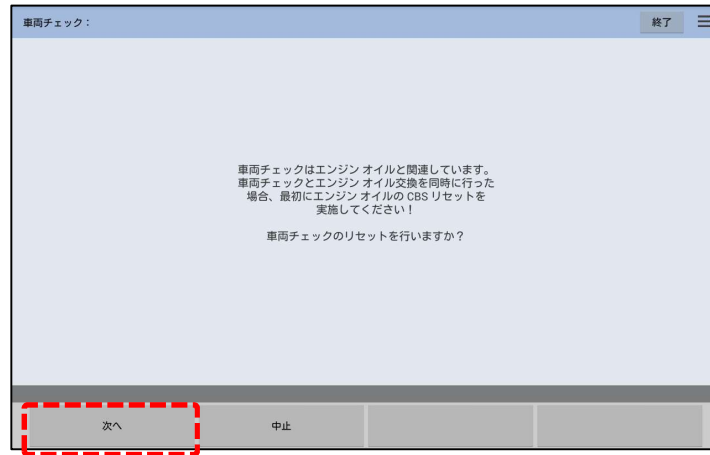 車両チェック：
終了
車両チェックはエンジン オイルと関連しています。
車両チェックとエンジン オイル交換を同時に行った
場合、最初にエンジン オイルの CBS リセットを
実施してください！
車両チェックのリセットを行いますか？
次へ
中止